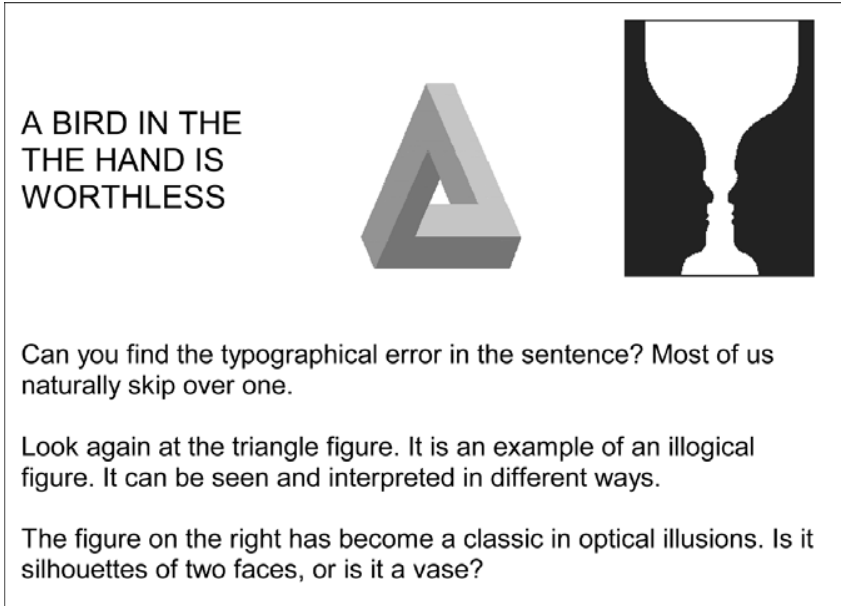 A BIRD IN THE
THE HAND IS
WORTHLESS
Can you find the typographical error in the sentence? Most of us
naturally skip over one.
Look again at the triangle figure. It is an example of an illogical
figure. It can be seen and interpreted in different ways.
The figure on the right has become a classic in optical illusions. Is it
silhouettes of two faces, or is it a vase?